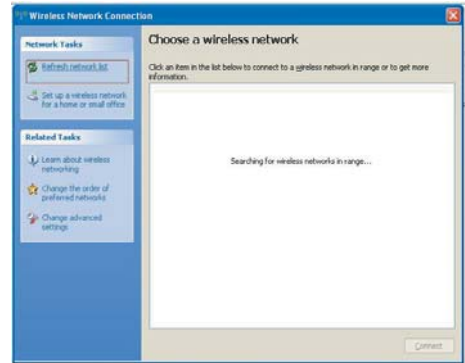 Wireless Network Connection
Network Tasks
Refresh network list
Set up a wireless network
for a home or small office
Related Tasks
Learn about wireless
networking
Change the order of
preferred networks
Change advanced
settings
Choose a wireless network
Click an item in the list below to connect to a wireless network in range or to get more
information.
Searching for wireless networks in range...
Connect